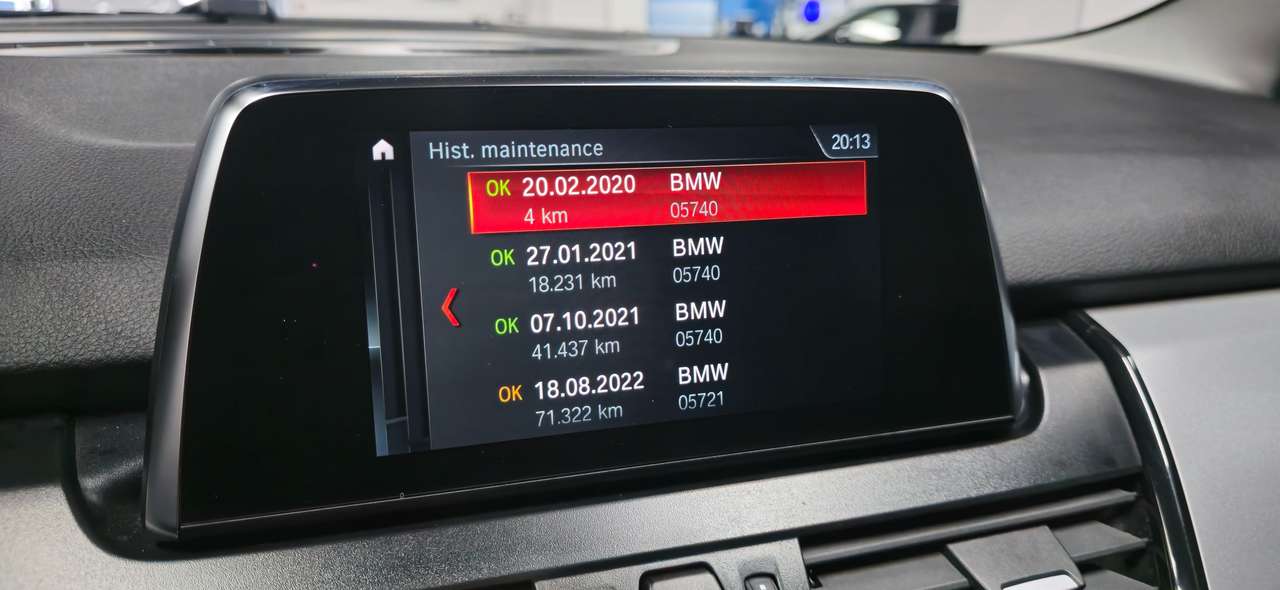 Hist. maintenance 20:13
OK 20.02.2020 BMW
4 km 05740
OK 27.01.2021 BMW
18.231 km 05740
OK 07.10.2021 BMW
41.437 km 05740
OK 18.08.2022 BMW
71.322 km 05721